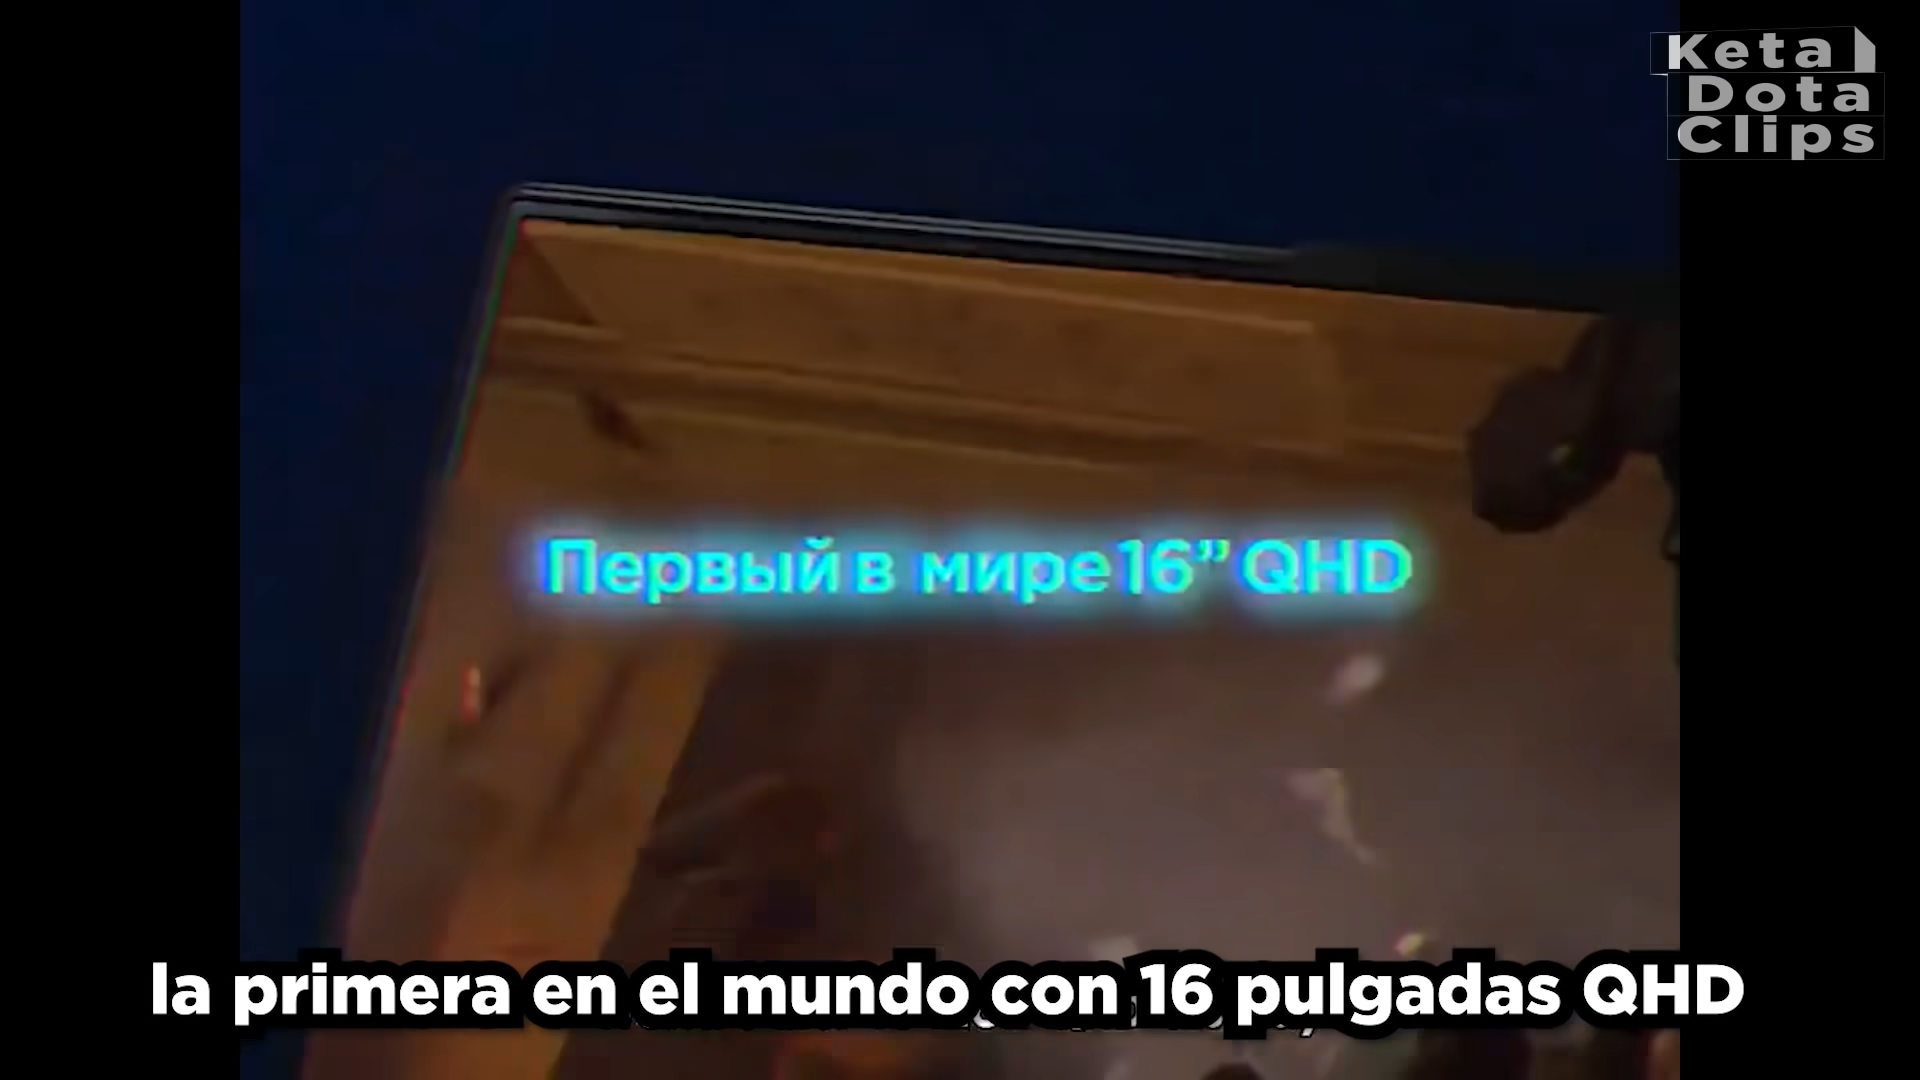 Keta
Dota
Clips
Первый в мире 16” QHD
la primera en el mundo con 16 pulgadas QHD